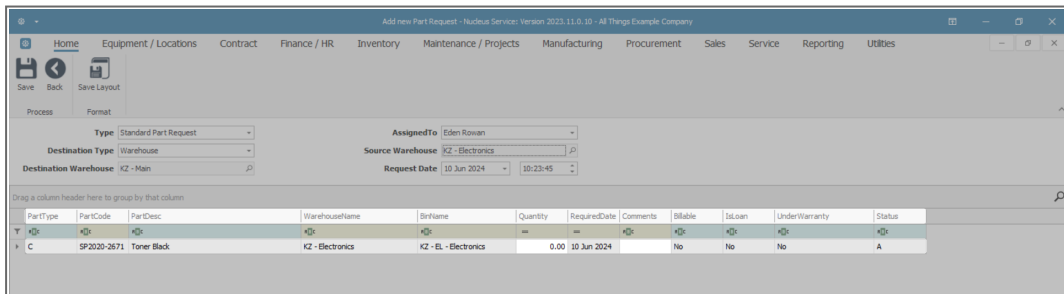 Add new Part Request - Nucleus Service: Version 2023.11.0.10 - All Things Example Company
Home Equipment / Locations Contract Finance / HR Inventory Maintenance / Projects Manufacturing Procurement Sales Service Reporting Utilities
Save Back Save Layout
Process Format
Type Standard Part Request AssignedTo Eden Rowan
Destination Type Warehouse Source Warehouse KZ - Electronics
Destination Warehouse KZ - Main Request Date 10 Jun 2024 10:23:45
Drag a column header here to group by that column
PartType PartCode PartDesc WarehouseName BinName Quantity RequiredDate Comments Billable IsLoan UnderWarranty Status
= =
C SP2020-2671 Toner Black KZ - Electronics KZ - EL - Electronics 0.00 10 Jun 2024 No No No A